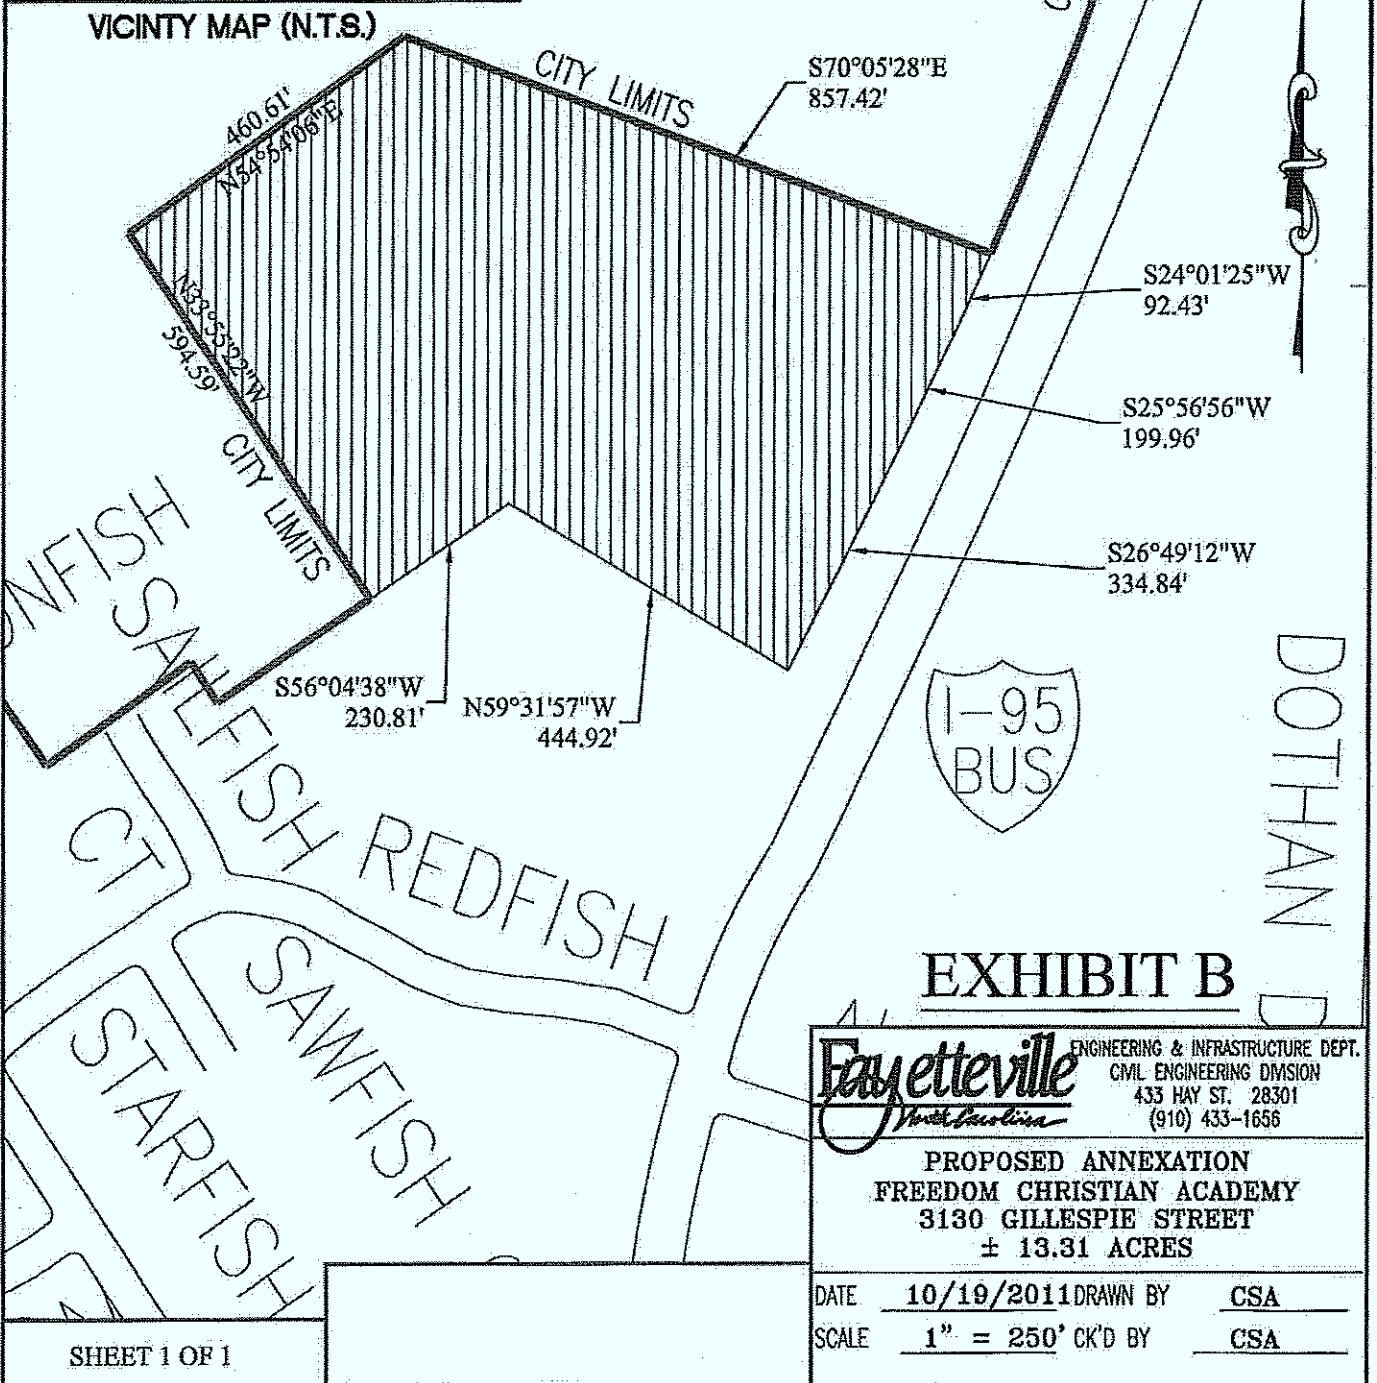 VICINTY MAP (N.T.S.)
CITY LIMITS
S70°05'28"E
857.42'
460.61'
N54°54'06"E
S24°01'25"W
92.43'
N33°55'22"W
594.59'
S25°56'56"W
199.96'
CITY LIMITS
S26°49'12"W
334.84'
S56°04'38"W
230.81'
N59°31'57"W
444.92'
I-95
BUS
DOTHAN
NFISH
SAILFISH
CT
REDFISH
SAWFISH
STARFISH
EXHIBIT B
Fayetteville
North Carolina
ENGINEERING & INFRASTRUCTURE DEPT.
CIVIL ENGINEERING DIVISION
433 HAY ST. 28301
(910) 433-1656
PROPOSED ANNEXATION
FREEDOM CHRISTIAN ACADEMY
3130 GILLESPIE STREET
± 13.31 ACRES
DATE 10/19/2011 DRAWN BY CSA
SCALE 1" = 250' CK'D BY CSA
SHEET 1 OF 1